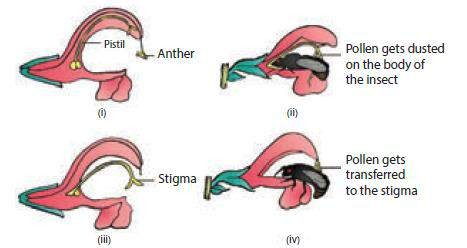 Pistil
Anther
(i)
Pollen gets dusted
on the body of
the insect
(ii)
Stigma
(iii)
Pollen gets
transferred
to the stigma
(iv)